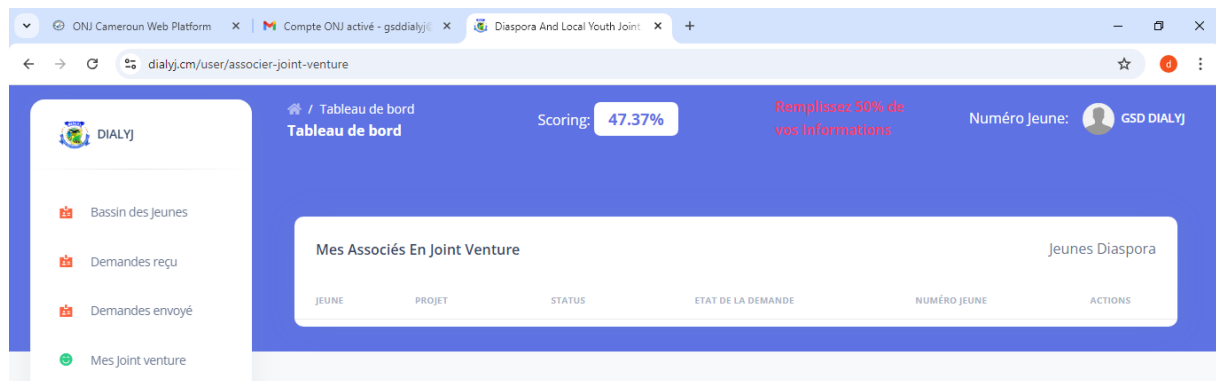 ONJ Cameroun Web Platform
Compte ONJ activé - gsddialyj@
Diaspora And Local Youth Joint
dialyj.cm/user/associer-joint-venture
d
DIALYJ
/ Tableau de bord
Tableau de bord
Scoring: 47.37%
Remplissez 50% de
vos Informations
Numéro Jeune:
GSD DIALYJ
Bassin des Jeunes
Demandes reçu
Demandes envoyé
Mes Joint venture
Mes Associés En Joint Venture
Jeunes Diaspora
JEUNE PROJET STATUS ETAT DE LA DEMANDE NUMÉRO JEUNE ACTIONS